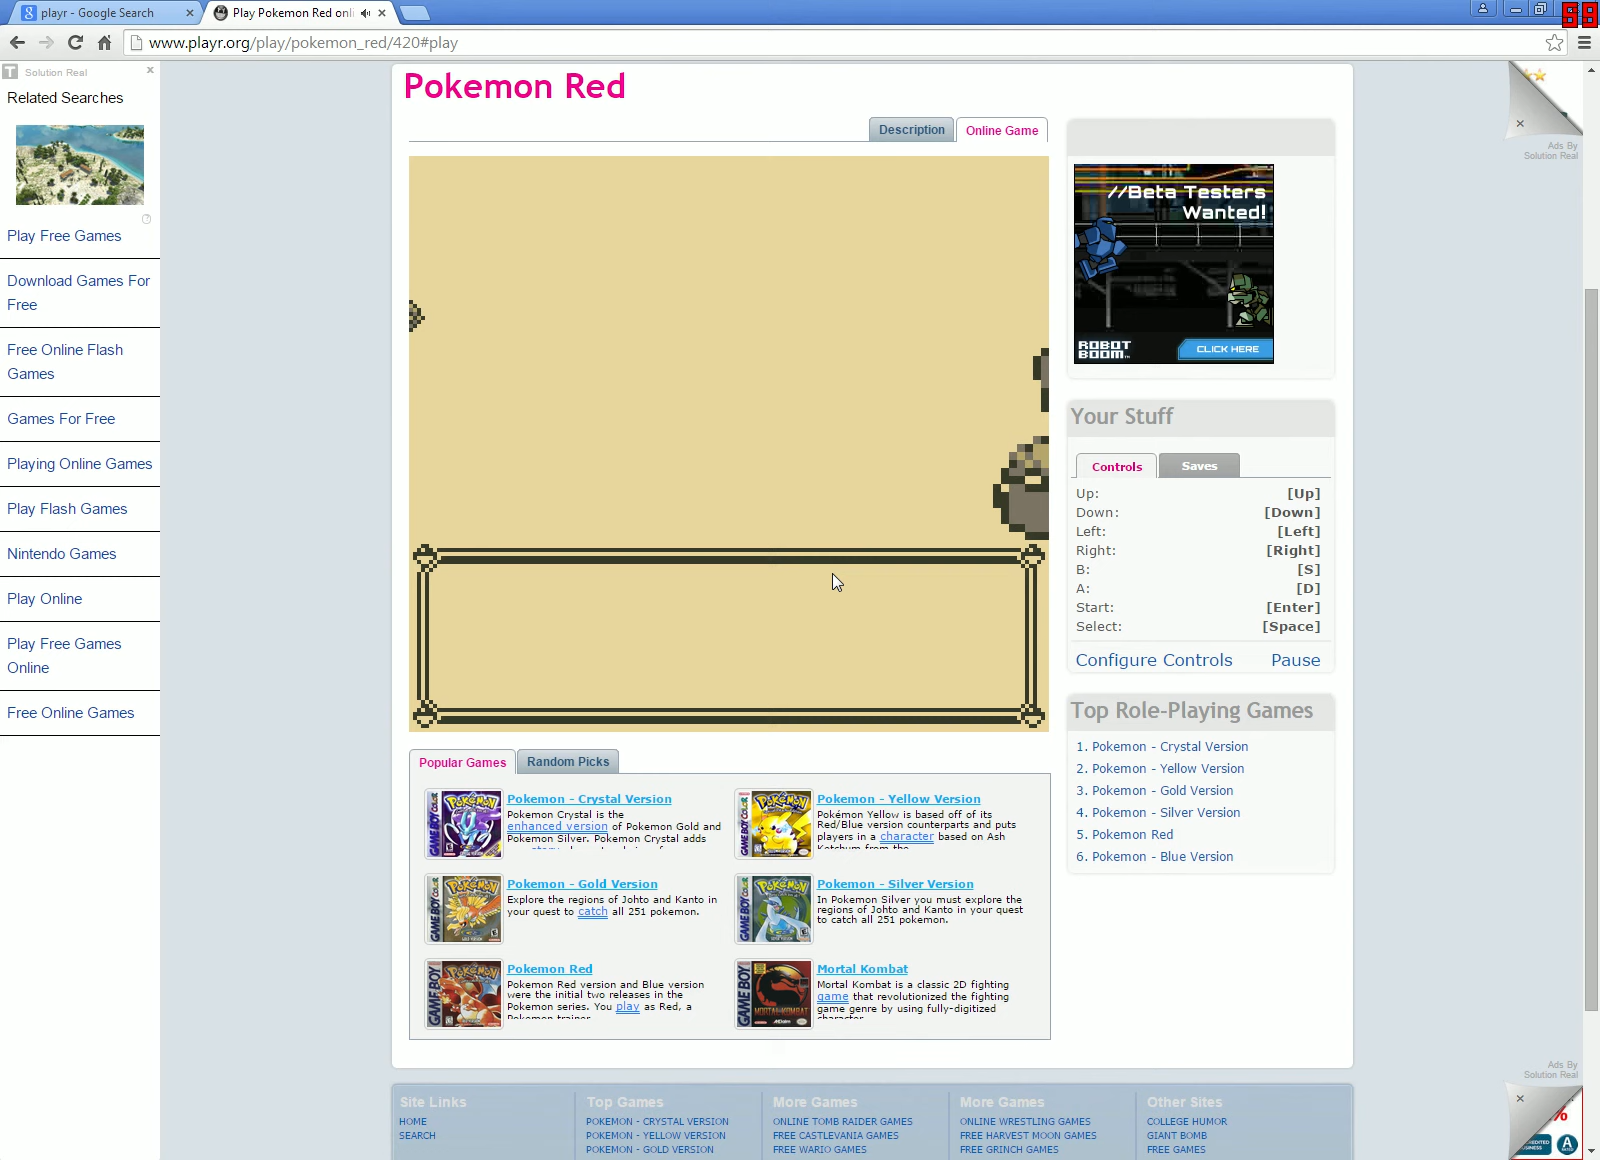 playr - Google Search
Play Pokemon Red onl
69
www.playr.org/play/pokemon_red/420#play
T Solution Real
Related Searches
Play Free Games
Download Games For
Free
Free Online Flash
Games
Games For Free
Playing Online Games
Play Flash Games
Nintendo Games
Play Online
Play Free Games
Online
Free Online Games
Pokemon Red
Description
Online Game
//Beta Testers
Wanted!
ROBOT
BOOM™
CLICK HERE
Ads By
Solution Real
Your Stuff
Controls
Saves
Up: [Up]
Down: [Down]
Left: [Left]
Right: [Right]
B: [S]
A: [D]
Start: [Enter]
Select: [Space]
Configure Controls Pause
Top Role-Playing Games
1. Pokemon - Crystal Version
2. Pokemon - Yellow Version
3. Pokemon - Gold Version
4. Pokemon - Silver Version
5. Pokemon Red
6. Pokemon - Blue Version
Popular Games
Random Picks
Pokemon - Crystal Version
Pokemon Crystal is the
enhanced version of Pokemon Gold and
Pokemon Silver. Pokemon Crystal adds
Pokemon - Yellow Version
Pokémon Yellow is based off of its
Red/Blue version counterparts and puts
players in a character based on Ash
Ketchum from the
Pokemon - Gold Version
Explore the regions of Johto and Kanto in
your quest to catch all 251 pokemon.
Pokemon - Silver Version
In Pokemon Silver you must explore the
regions of Johto and Kanto in your quest
to catch all 251 pokemon.
Pokemon Red
Pokemon Red version and Blue version
were the initial two releases in the
Pokemon series. You play as Red, a
Pokemon trainer
Mortal Kombat
Mortal Kombat is a classic 2D fighting
game that revolutionized the fighting
game genre by using fully-digitized
character
Ads By
Solution Real
Site Links
HOME
SEARCH
Top Games
POKEMON - CRYSTAL VERSION
POKEMON - YELLOW VERSION
POKEMON - GOLD VERSION
More Games
ONLINE TOMB RAIDER GAMES
FREE CASTLEVANIA GAMES
FREE WARIO GAMES
More Games
ONLINE WRESTLING GAMES
FREE HARVEST MOON GAMES
FREE GRINCH GAMES
Other Sites
COLLEGE HUMOR
GIANT BOMB
FREE GAMES